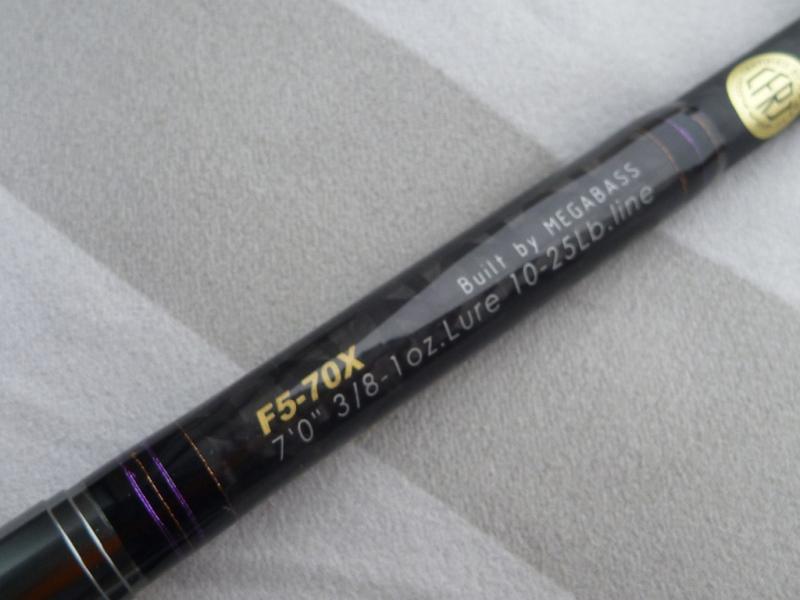 Built by MEGABASS
F5-70X
7'0" 3/8-1oz.Lure 10-25Lb.line